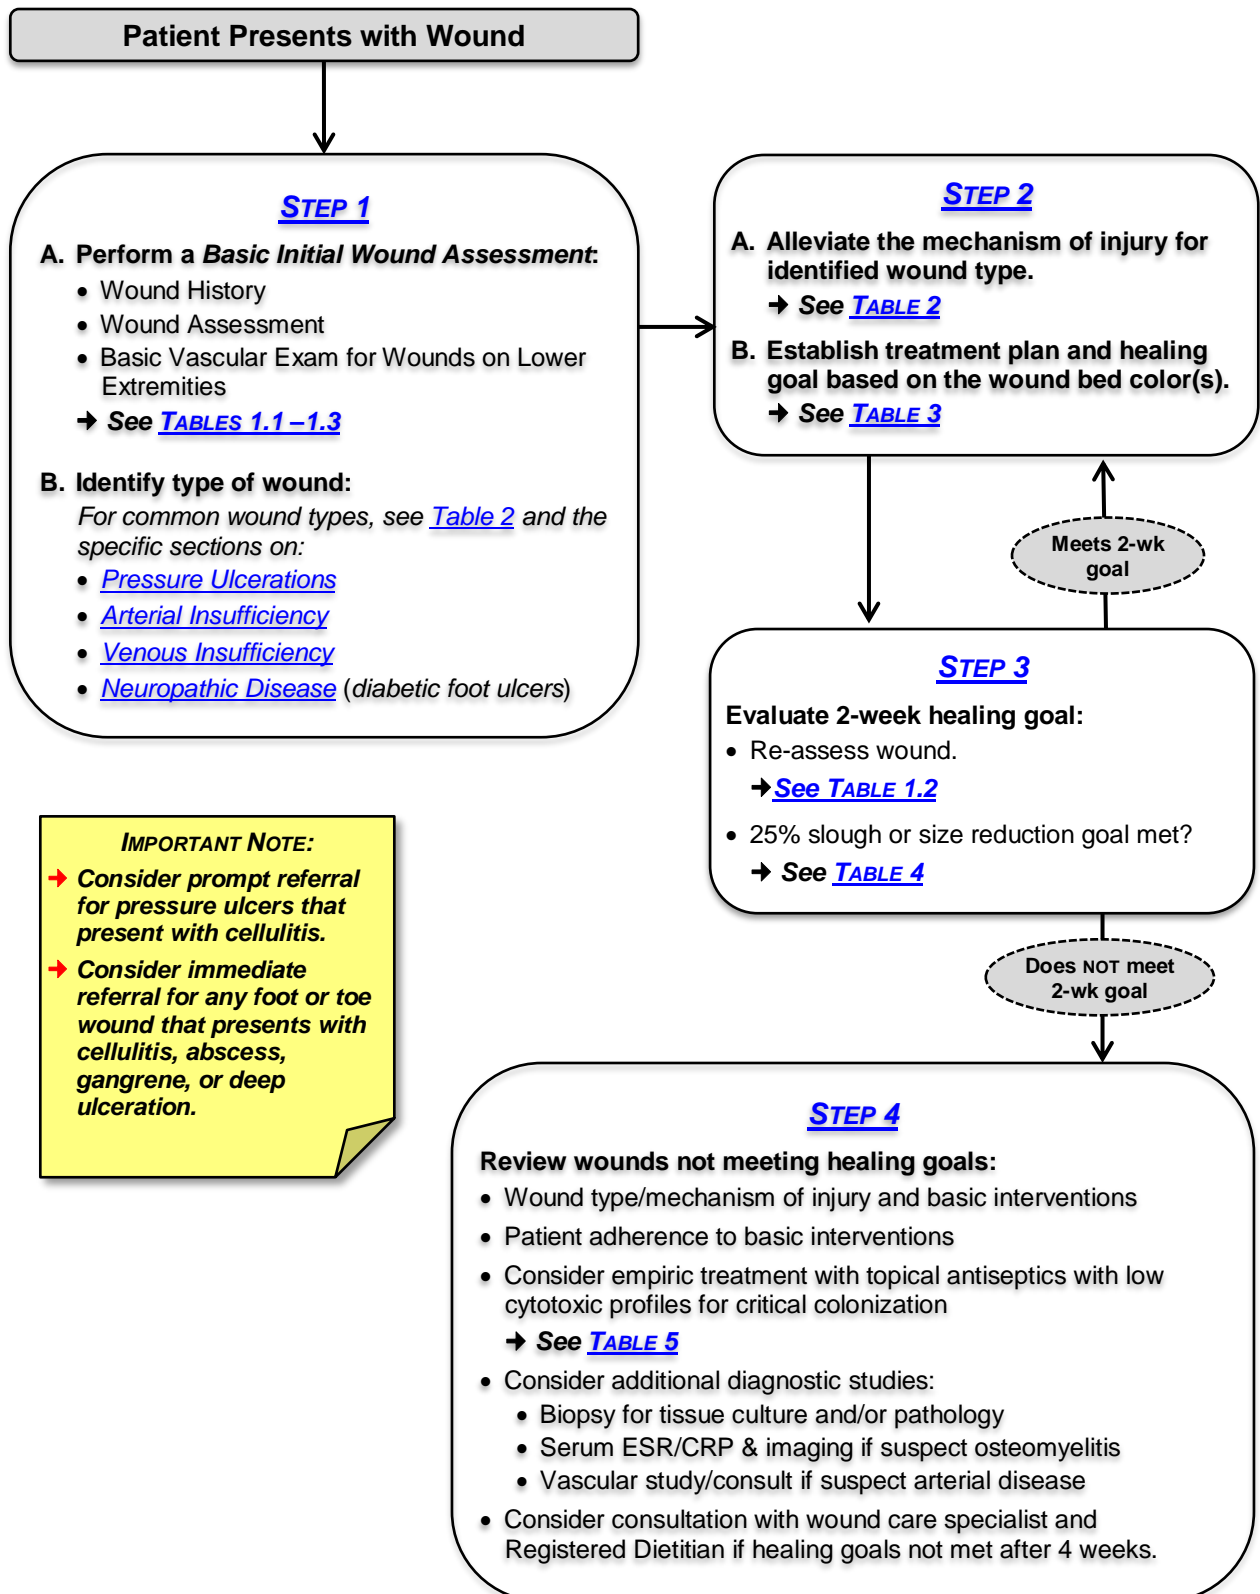 Patient Presents with Wound
STEP 1
A. Perform a Basic Initial Wound Assessment:
• Wound History
• Wound Assessment
• Basic Vascular Exam for Wounds on Lower
Extremities
➔ See TABLES 1.1 –1.3
B. Identify type of wound:
For common wound types, see Table 2 and the
specific sections on:
• Pressure Ulcerations
• Arterial Insufficiency
• Venous Insufficiency
• Neuropathic Disease (diabetic foot ulcers)
STEP 2
A. Alleviate the mechanism of injury for
identified wound type.
➔ See TABLE 2
B. Establish treatment plan and healing
goal based on the wound bed color(s).
➔ See TABLE 3
Meets 2-wk
goal
STEP 3
Evaluate 2-week healing goal:
• Re-assess wound.
➔ See TABLE 1.2
• 25% slough or size reduction goal met?
➔ See TABLE 4
IMPORTANT NOTE:
➔ Consider prompt referral
for pressure ulcers that
present with cellulitis.
➔ Consider immediate
referral for any foot or toe
wound that presents with
cellulitis, abscess,
gangrene, or deep
ulceration.
Does NOT meet
2-wk goal
STEP 4
Review wounds not meeting healing goals:
• Wound type/mechanism of injury and basic interventions
• Patient adherence to basic interventions
• Consider empiric treatment with topical antiseptics with low
cytotoxic profiles for critical colonization
➔ See TABLE 5
• Consider additional diagnostic studies:
• Biopsy for tissue culture and/or pathology
• Serum ESR/CRP & imaging if suspect osteomyelitis
• Vascular study/consult if suspect arterial disease
• Consider consultation with wound care specialist and
Registered Dietitian if healing goals not met after 4 weeks.